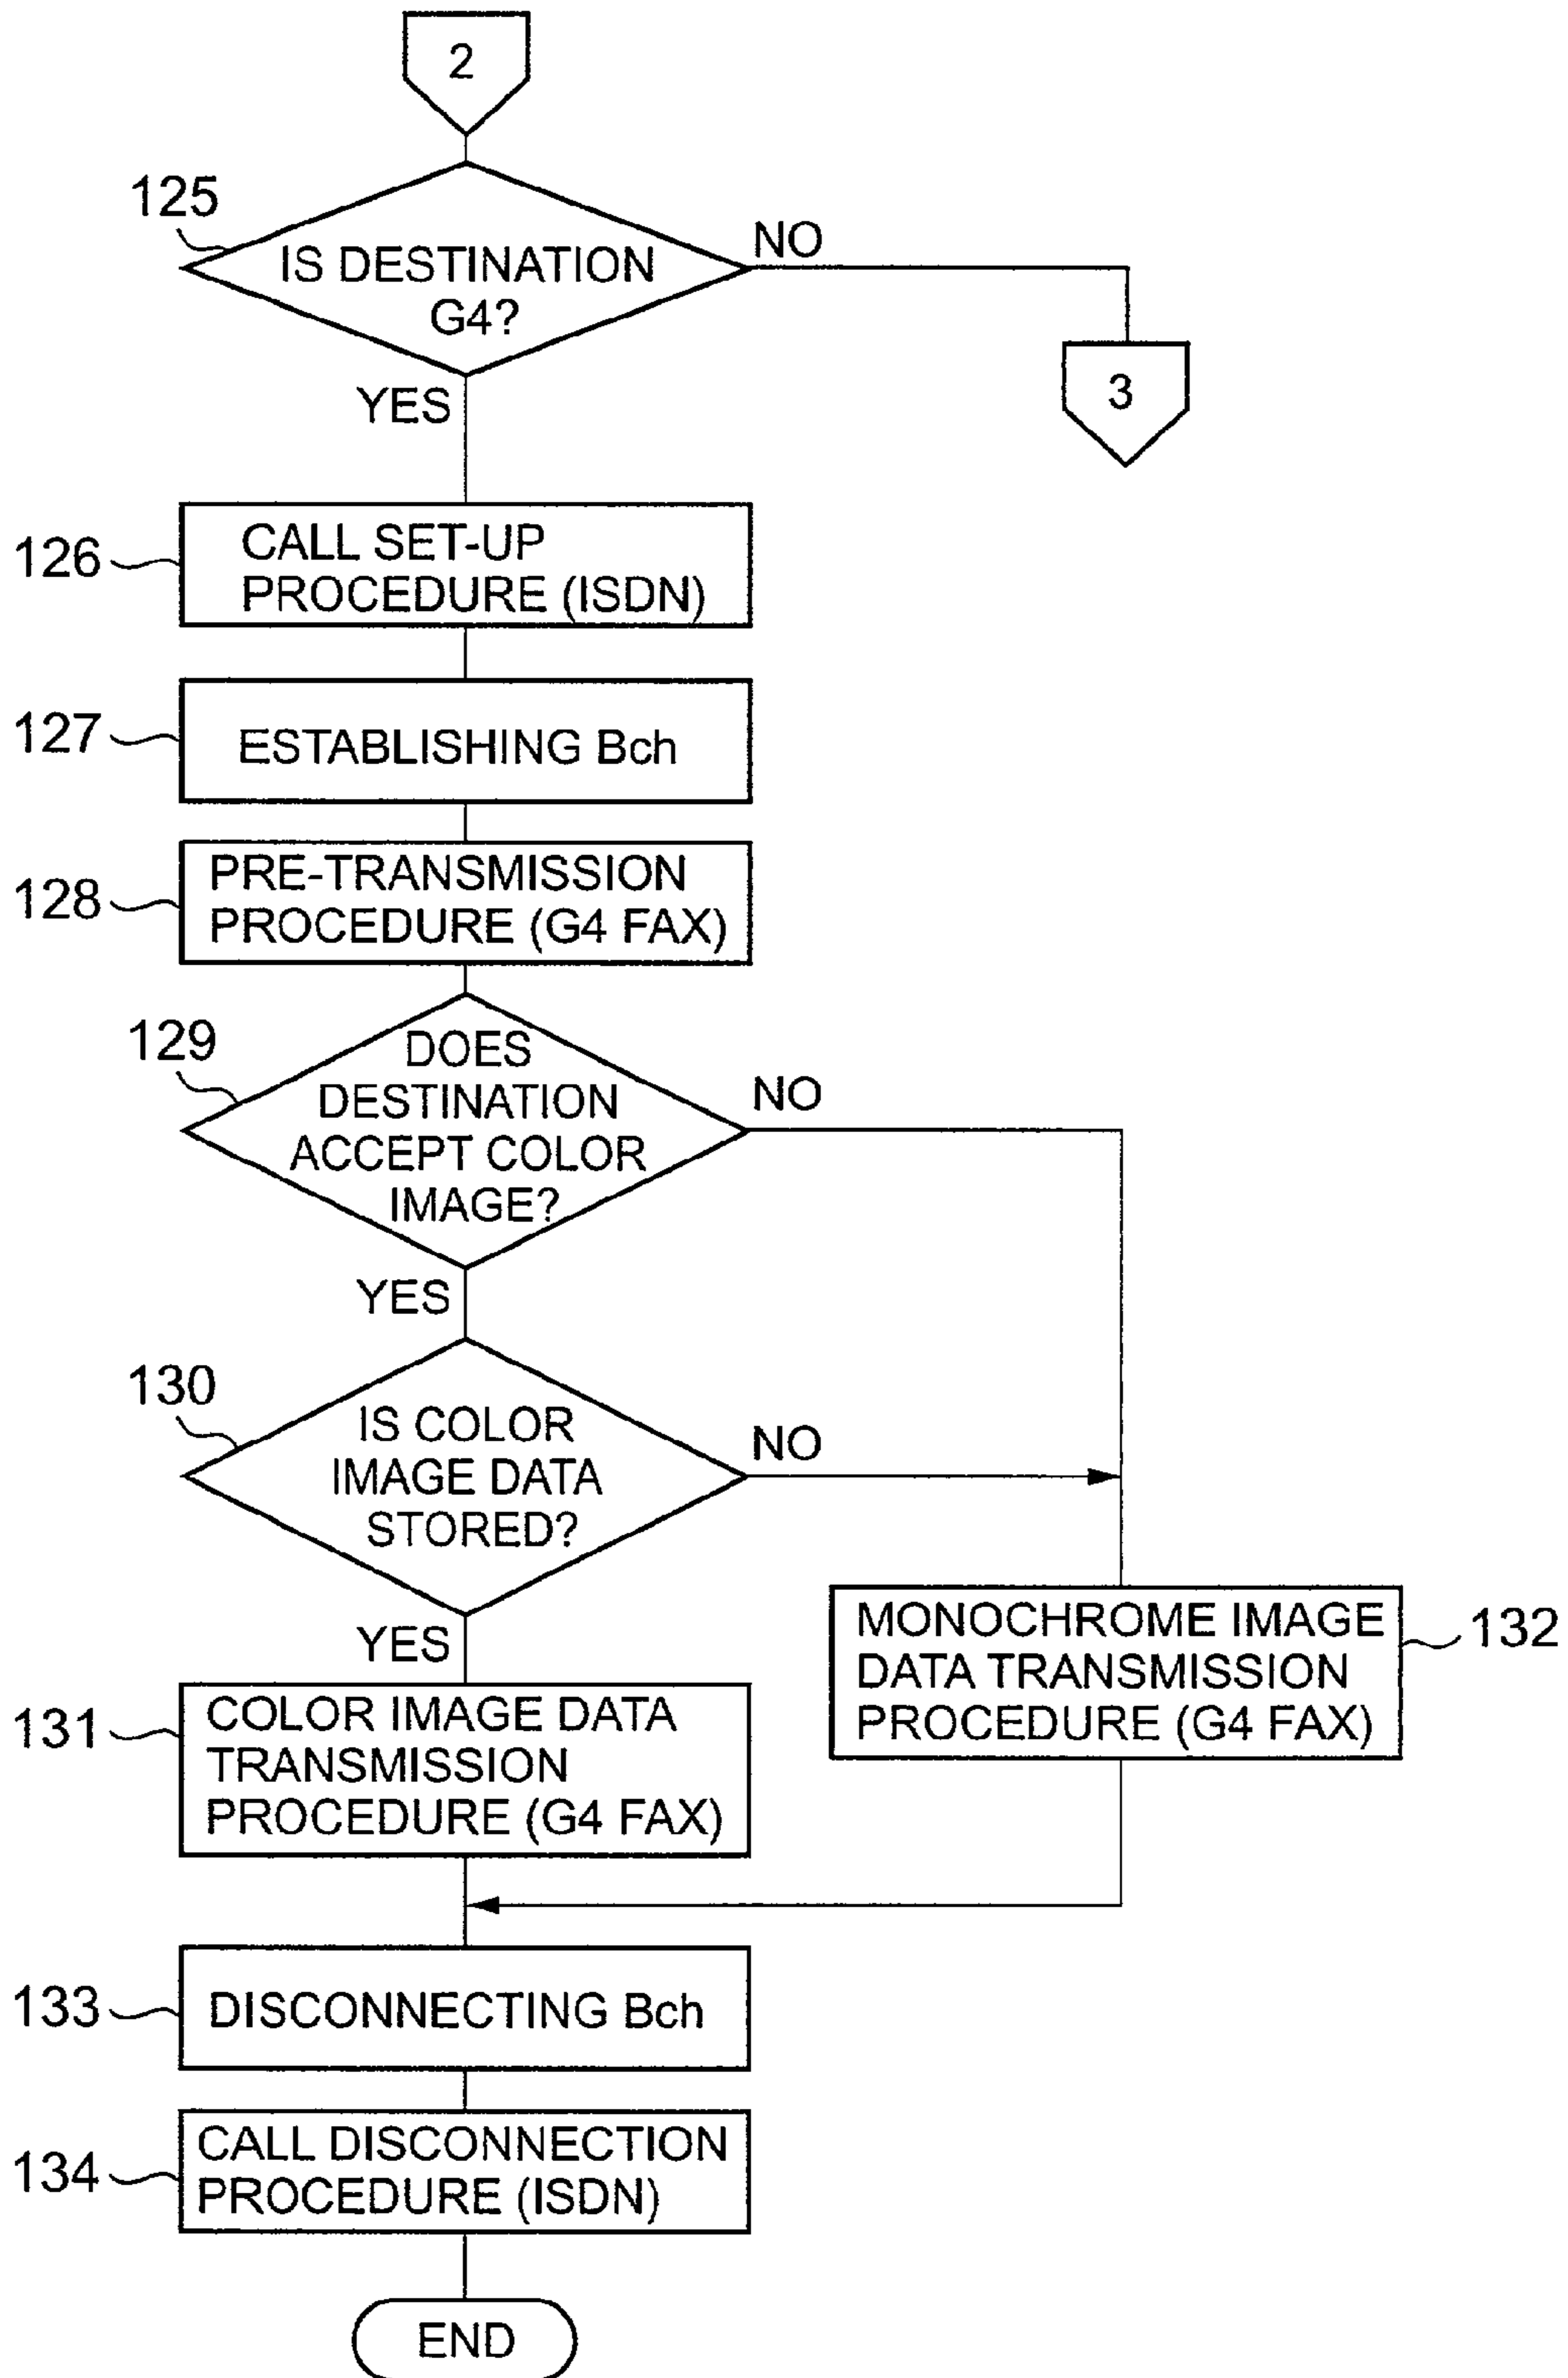 2
125
IS DESTINATION
G4?
NO
YES
3
126
CALL SET-UP
PROCEDURE (ISDN)
127
ESTABLISHING Bch
128
PRE-TRANSMISSION
PROCEDURE (G4 FAX)
129
DOES
DESTINATION
ACCEPT COLOR
IMAGE?
NO
YES
130
IS COLOR
IMAGE DATA
STORED?
NO
YES
131
COLOR IMAGE DATA
TRANSMISSION
PROCEDURE (G4 FAX)
MONOCHROME IMAGE
DATA TRANSMISSION
PROCEDURE (G4 FAX)
132
133
DISCONNECTING Bch
134
CALL DISCONNECTION
PROCEDURE (ISDN)
END